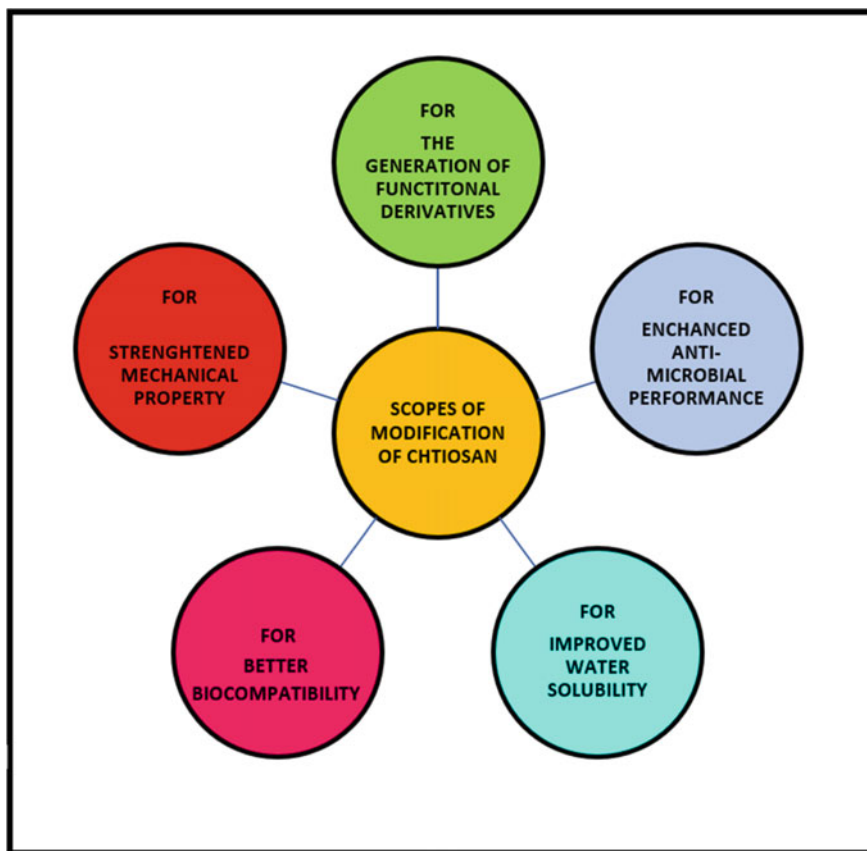 FOR
THE
GENERATION OF
FUNCTITONAL
DERIVATIVES
FOR
ENCHANCED
ANTI-
MICROBIAL
PERFORMANCE
FOR
IMPROVED
WATER
SOLUBILITY
FOR
BETTER
BIOCOMPATIBILITY
FOR
STRENGHTENED
MECHANICAL
PROPERTY
SCOPES OF
MODIFICATION
OF CHTIOSAN